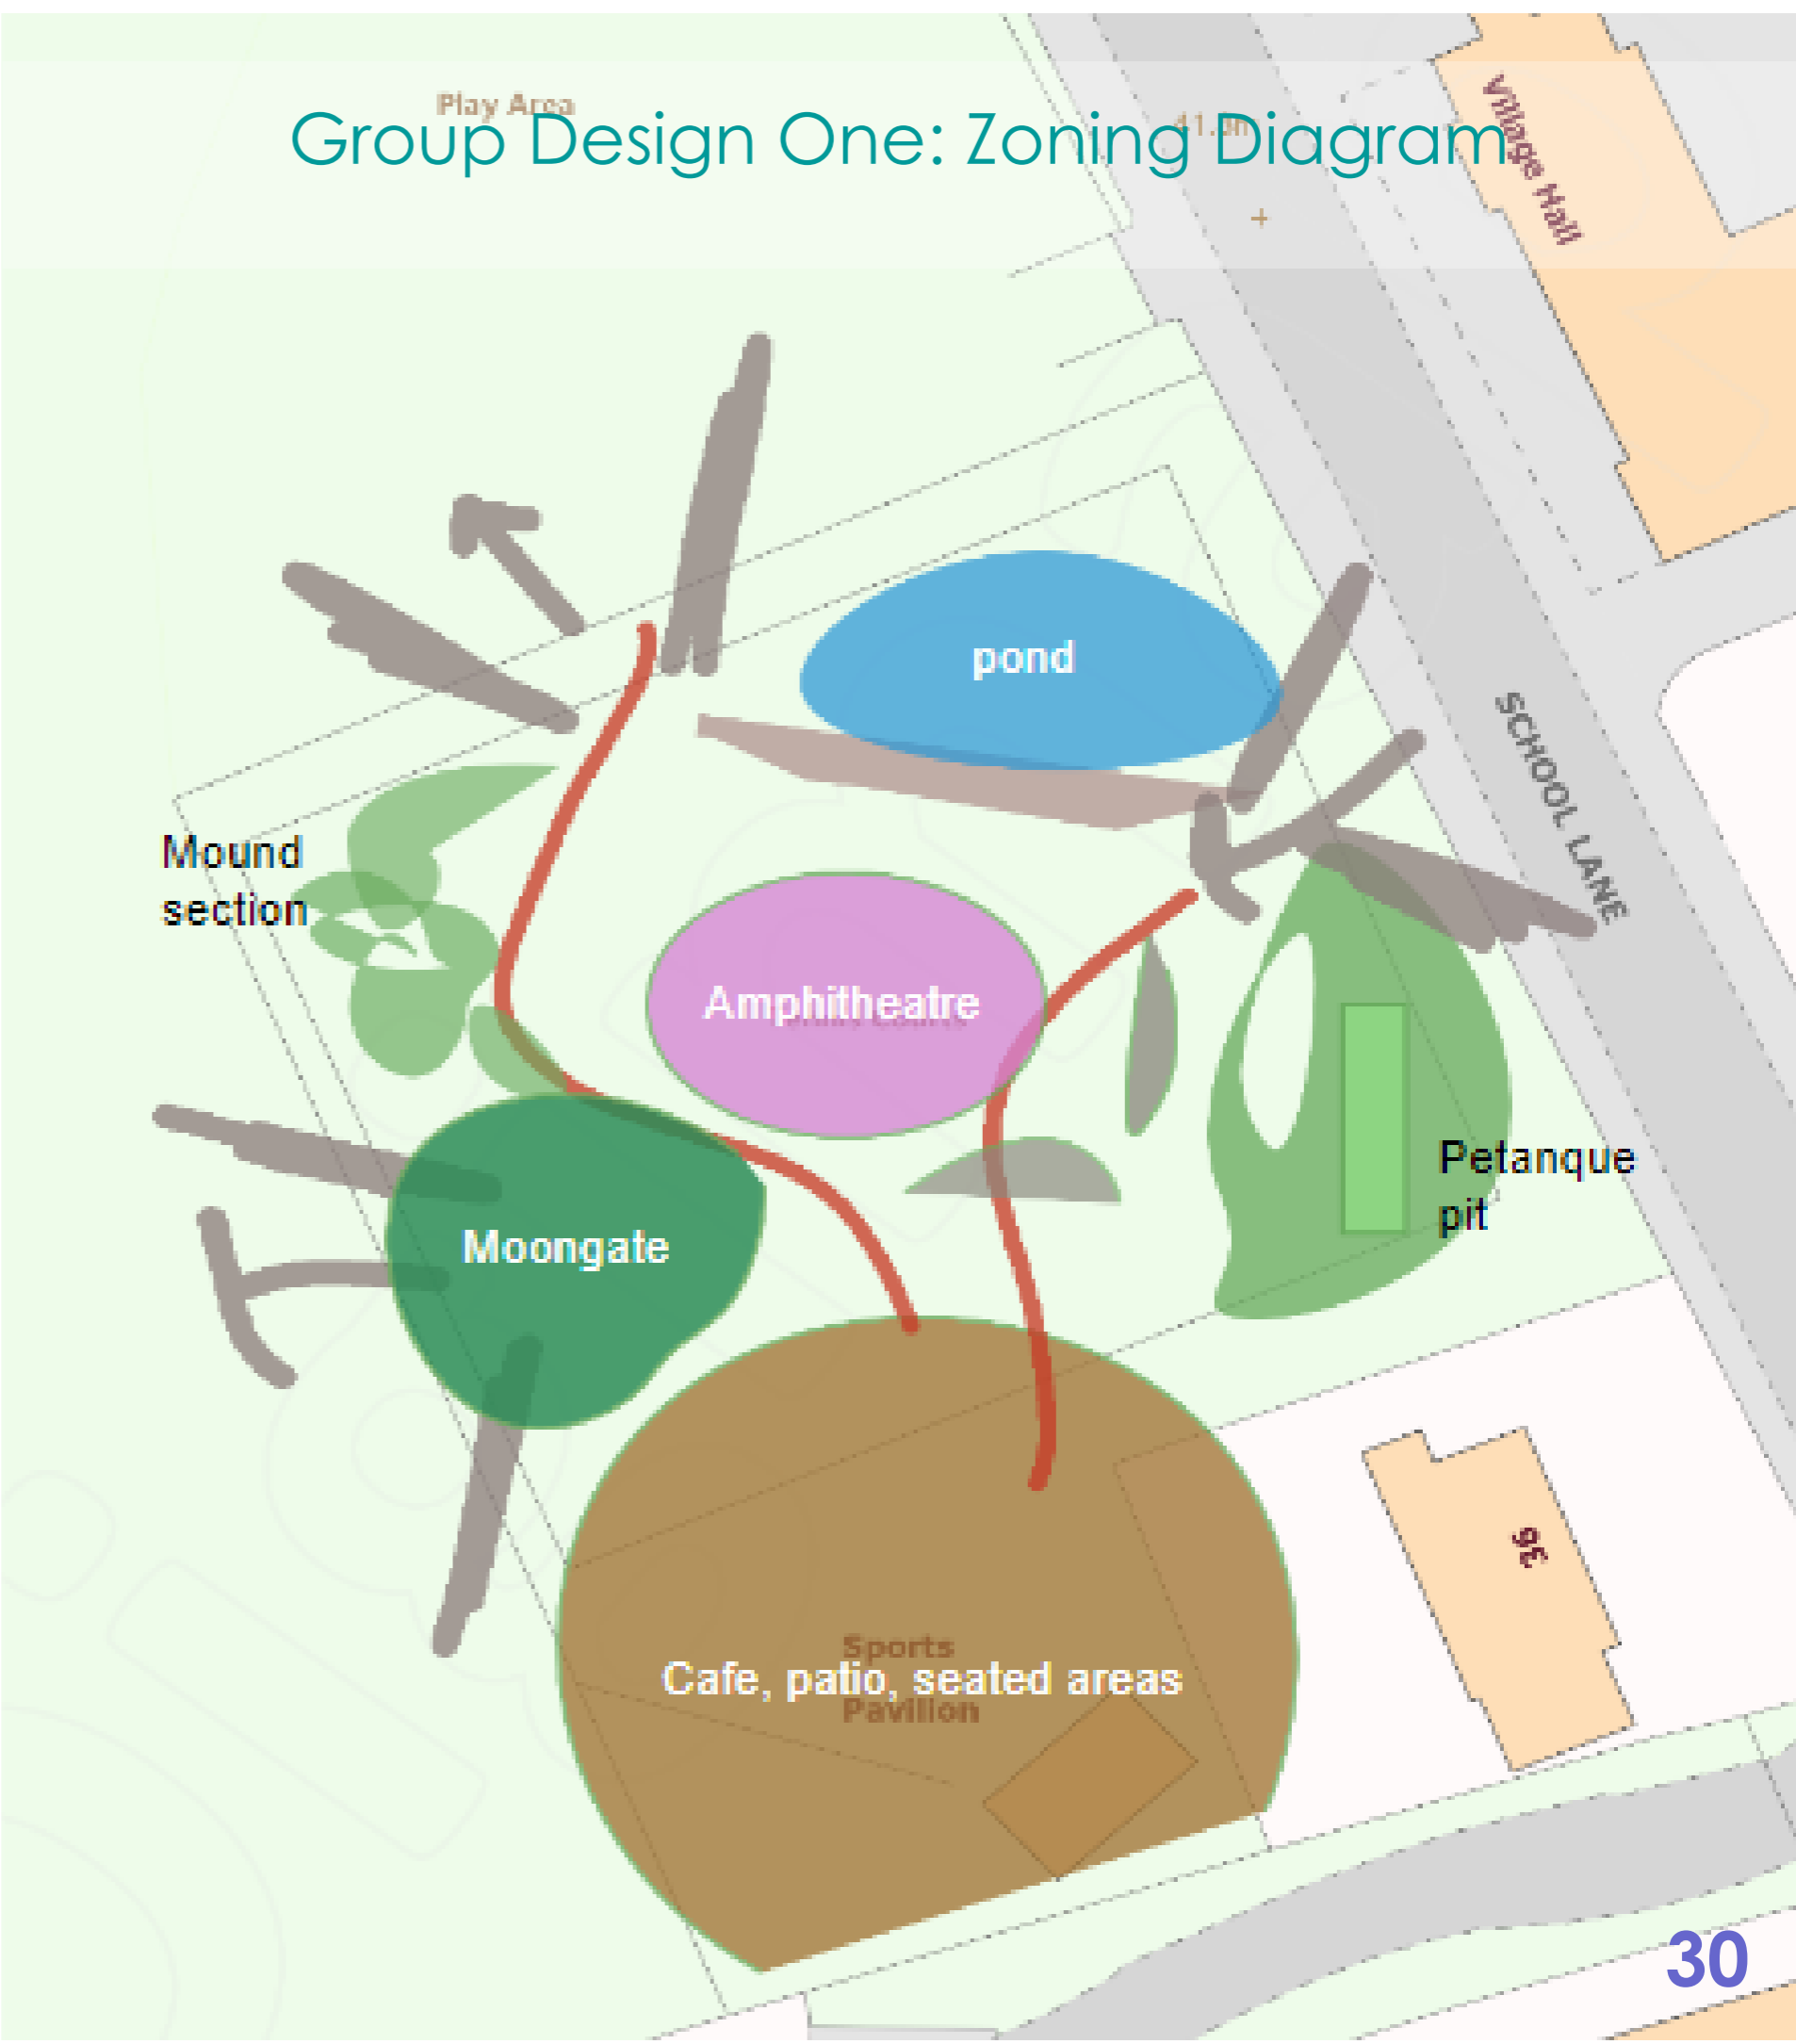 Play Area
Group Design One: Zoning Diagram
Village Hall
pond
SCHOOL LANE
Mound
section
Amphitheatre
Petanque
pit
Moongate
36
Sports
Cafe, patio, seated areas
Pavilion
30